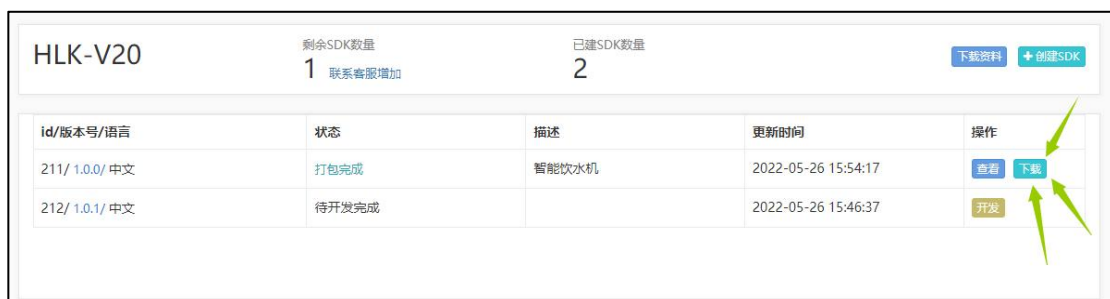 HLK-V20
剩余SDK数量
1 联系客服增加
已建SDK数量
2
下载资料 +创建SDK
id/版本号/语言 状态 描述 更新时间 操作
211/ 1.0.0/ 中文 打包完成 智能饮水机 2022-05-26 15:54:17 查看 下载
212/ 1.0.1/ 中文 待开发完成 2022-05-26 15:46:37 开发